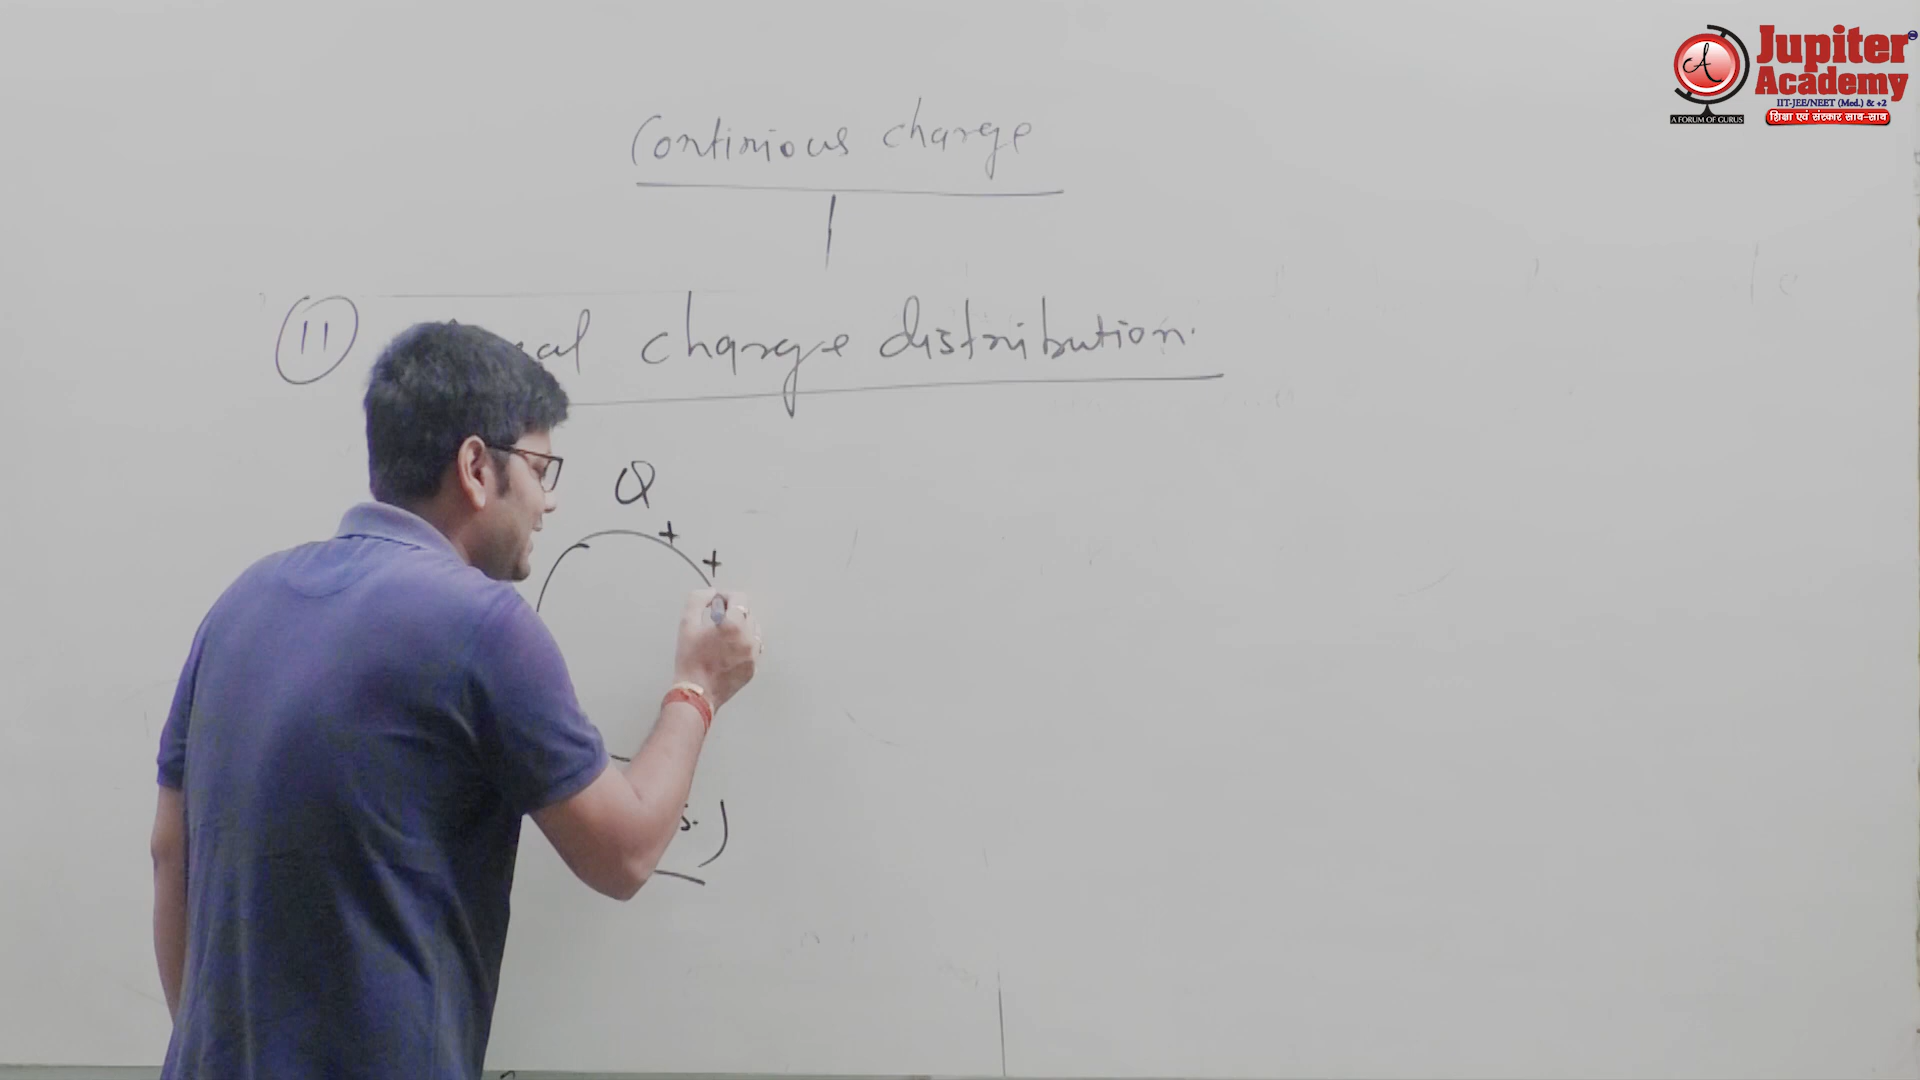 Jupiter
Academy
IIT-JEE/NEET (Med.) & +2
A FORUM OF GURUS
शिक्षा एवं संस्कार साथ-साथ
Continious charge
11 charge distribution.
Q
+
+